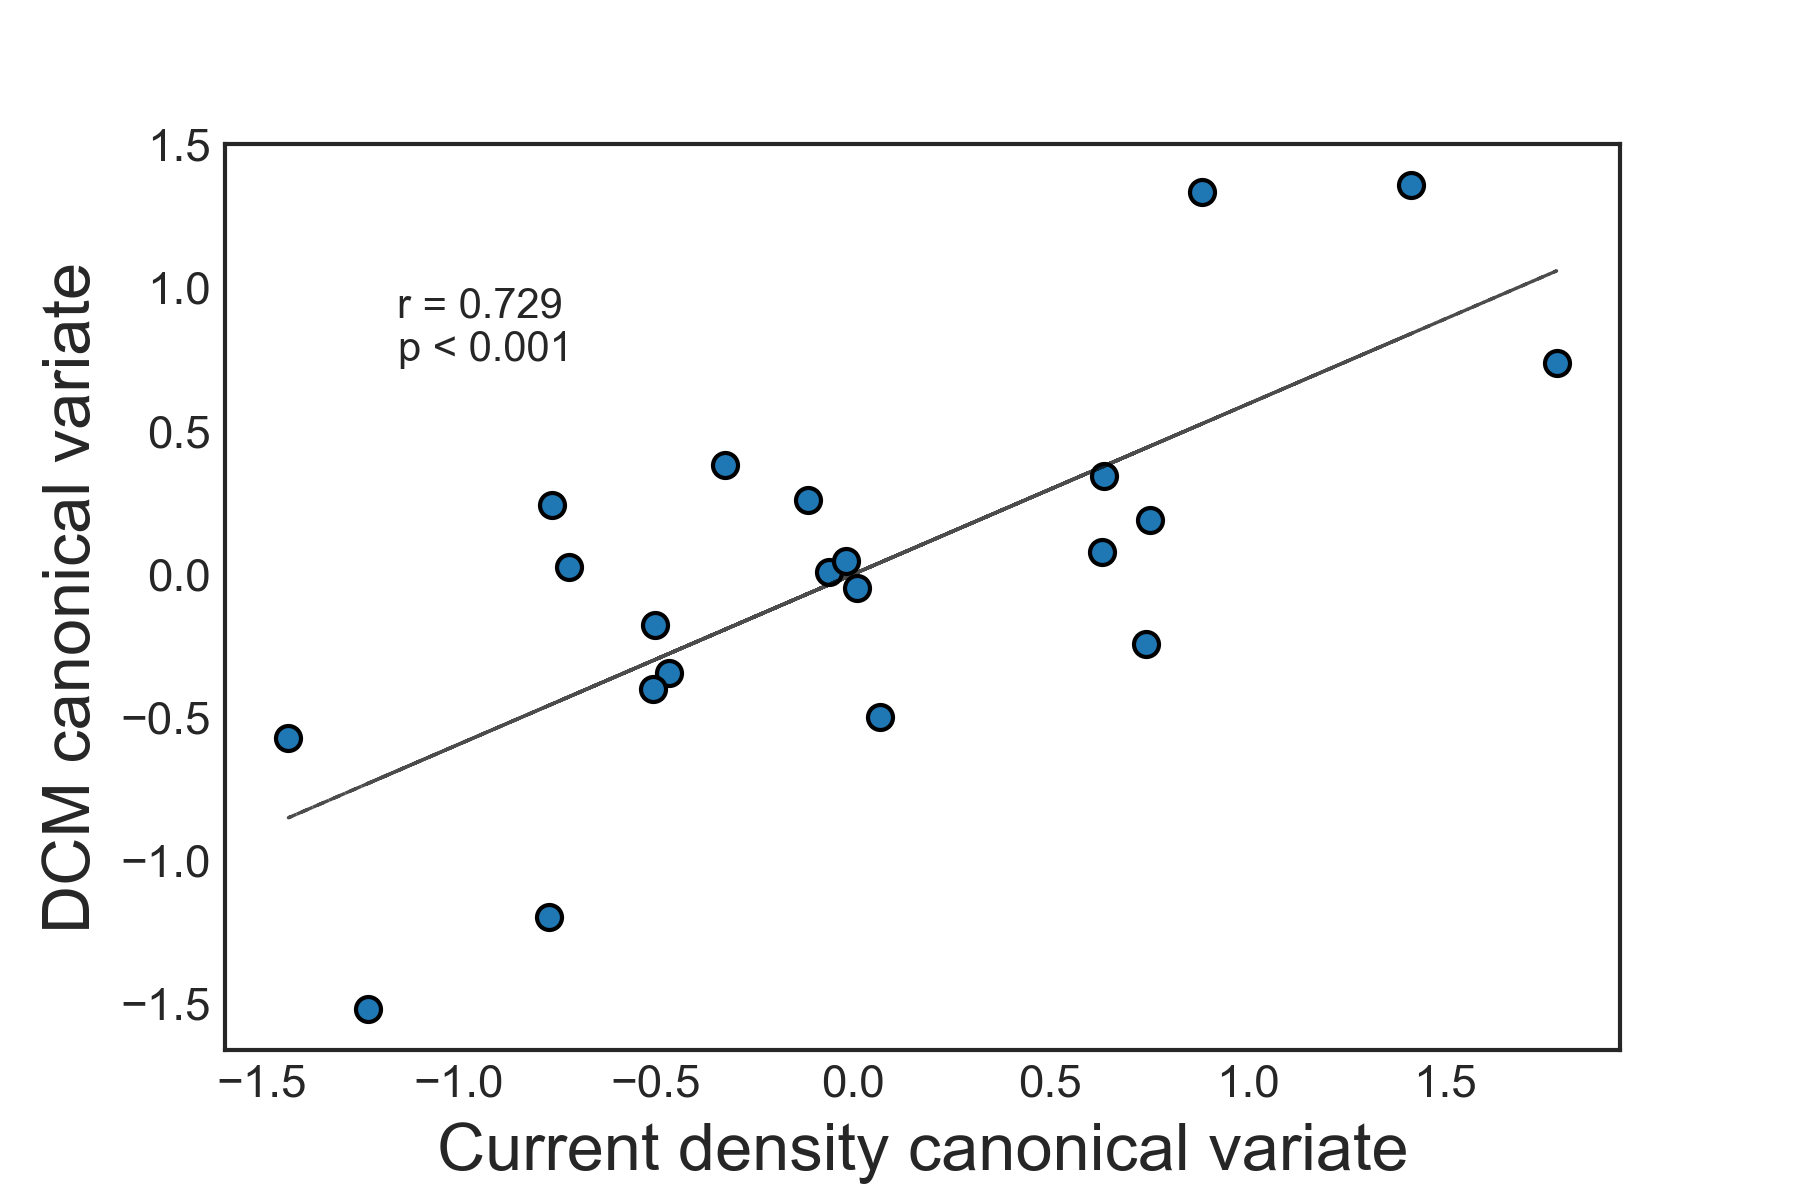 1.5
1.0
0.5
0.0
−0.5
−1.0
−1.5
DCM canonical variate
r = 0.729
p < 0.001
−1.5 −1.0 −0.5 0.0 0.5 1.0 1.5
Current density canonical variate